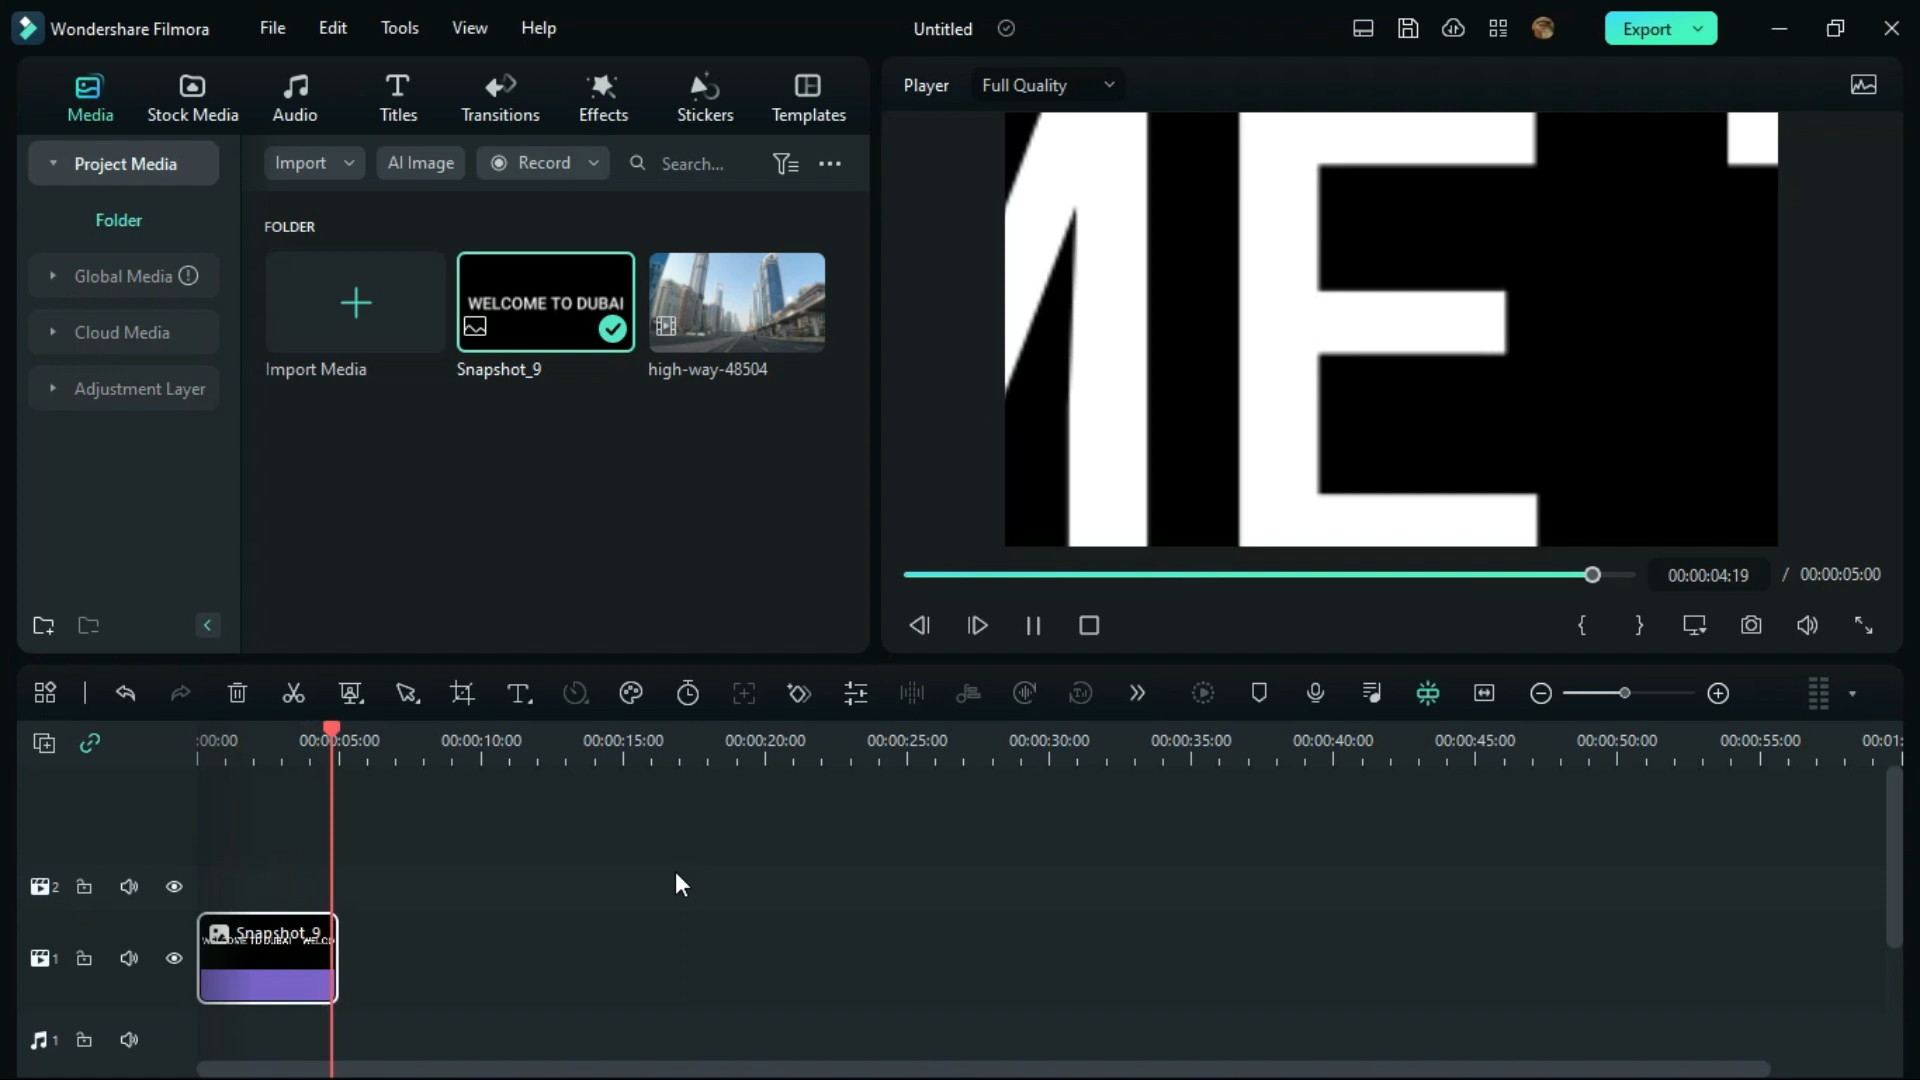 Wondershare Filmora
File
Edit
Tools
View
Help
Untitled
Export
Media
Stock Media
Audio
Titles
Transitions
Effects
Stickers
Templates
Player
Full Quality
Project Media
Import
AI Image
Record
Search...
Folder
FOLDER
Global Media
Cloud Media
Adjustment Layer
WELCOME TO DUBAI
Import Media
Snapshot_9
high-way-48504
ME
00:00:04:19
/ 00:00:05:00
:00:00
00:00:05:00
00:00:10:00
00:00:15:00
00:00:20:00
00:00:25:00
00:00:30:00
00:00:35:00
00:00:40:00
00:00:45:00
00:00:50:00
00:00:55:00
00:01:
2
Snapshot_9
WELCOME TO DUBAI WELCO
1
1